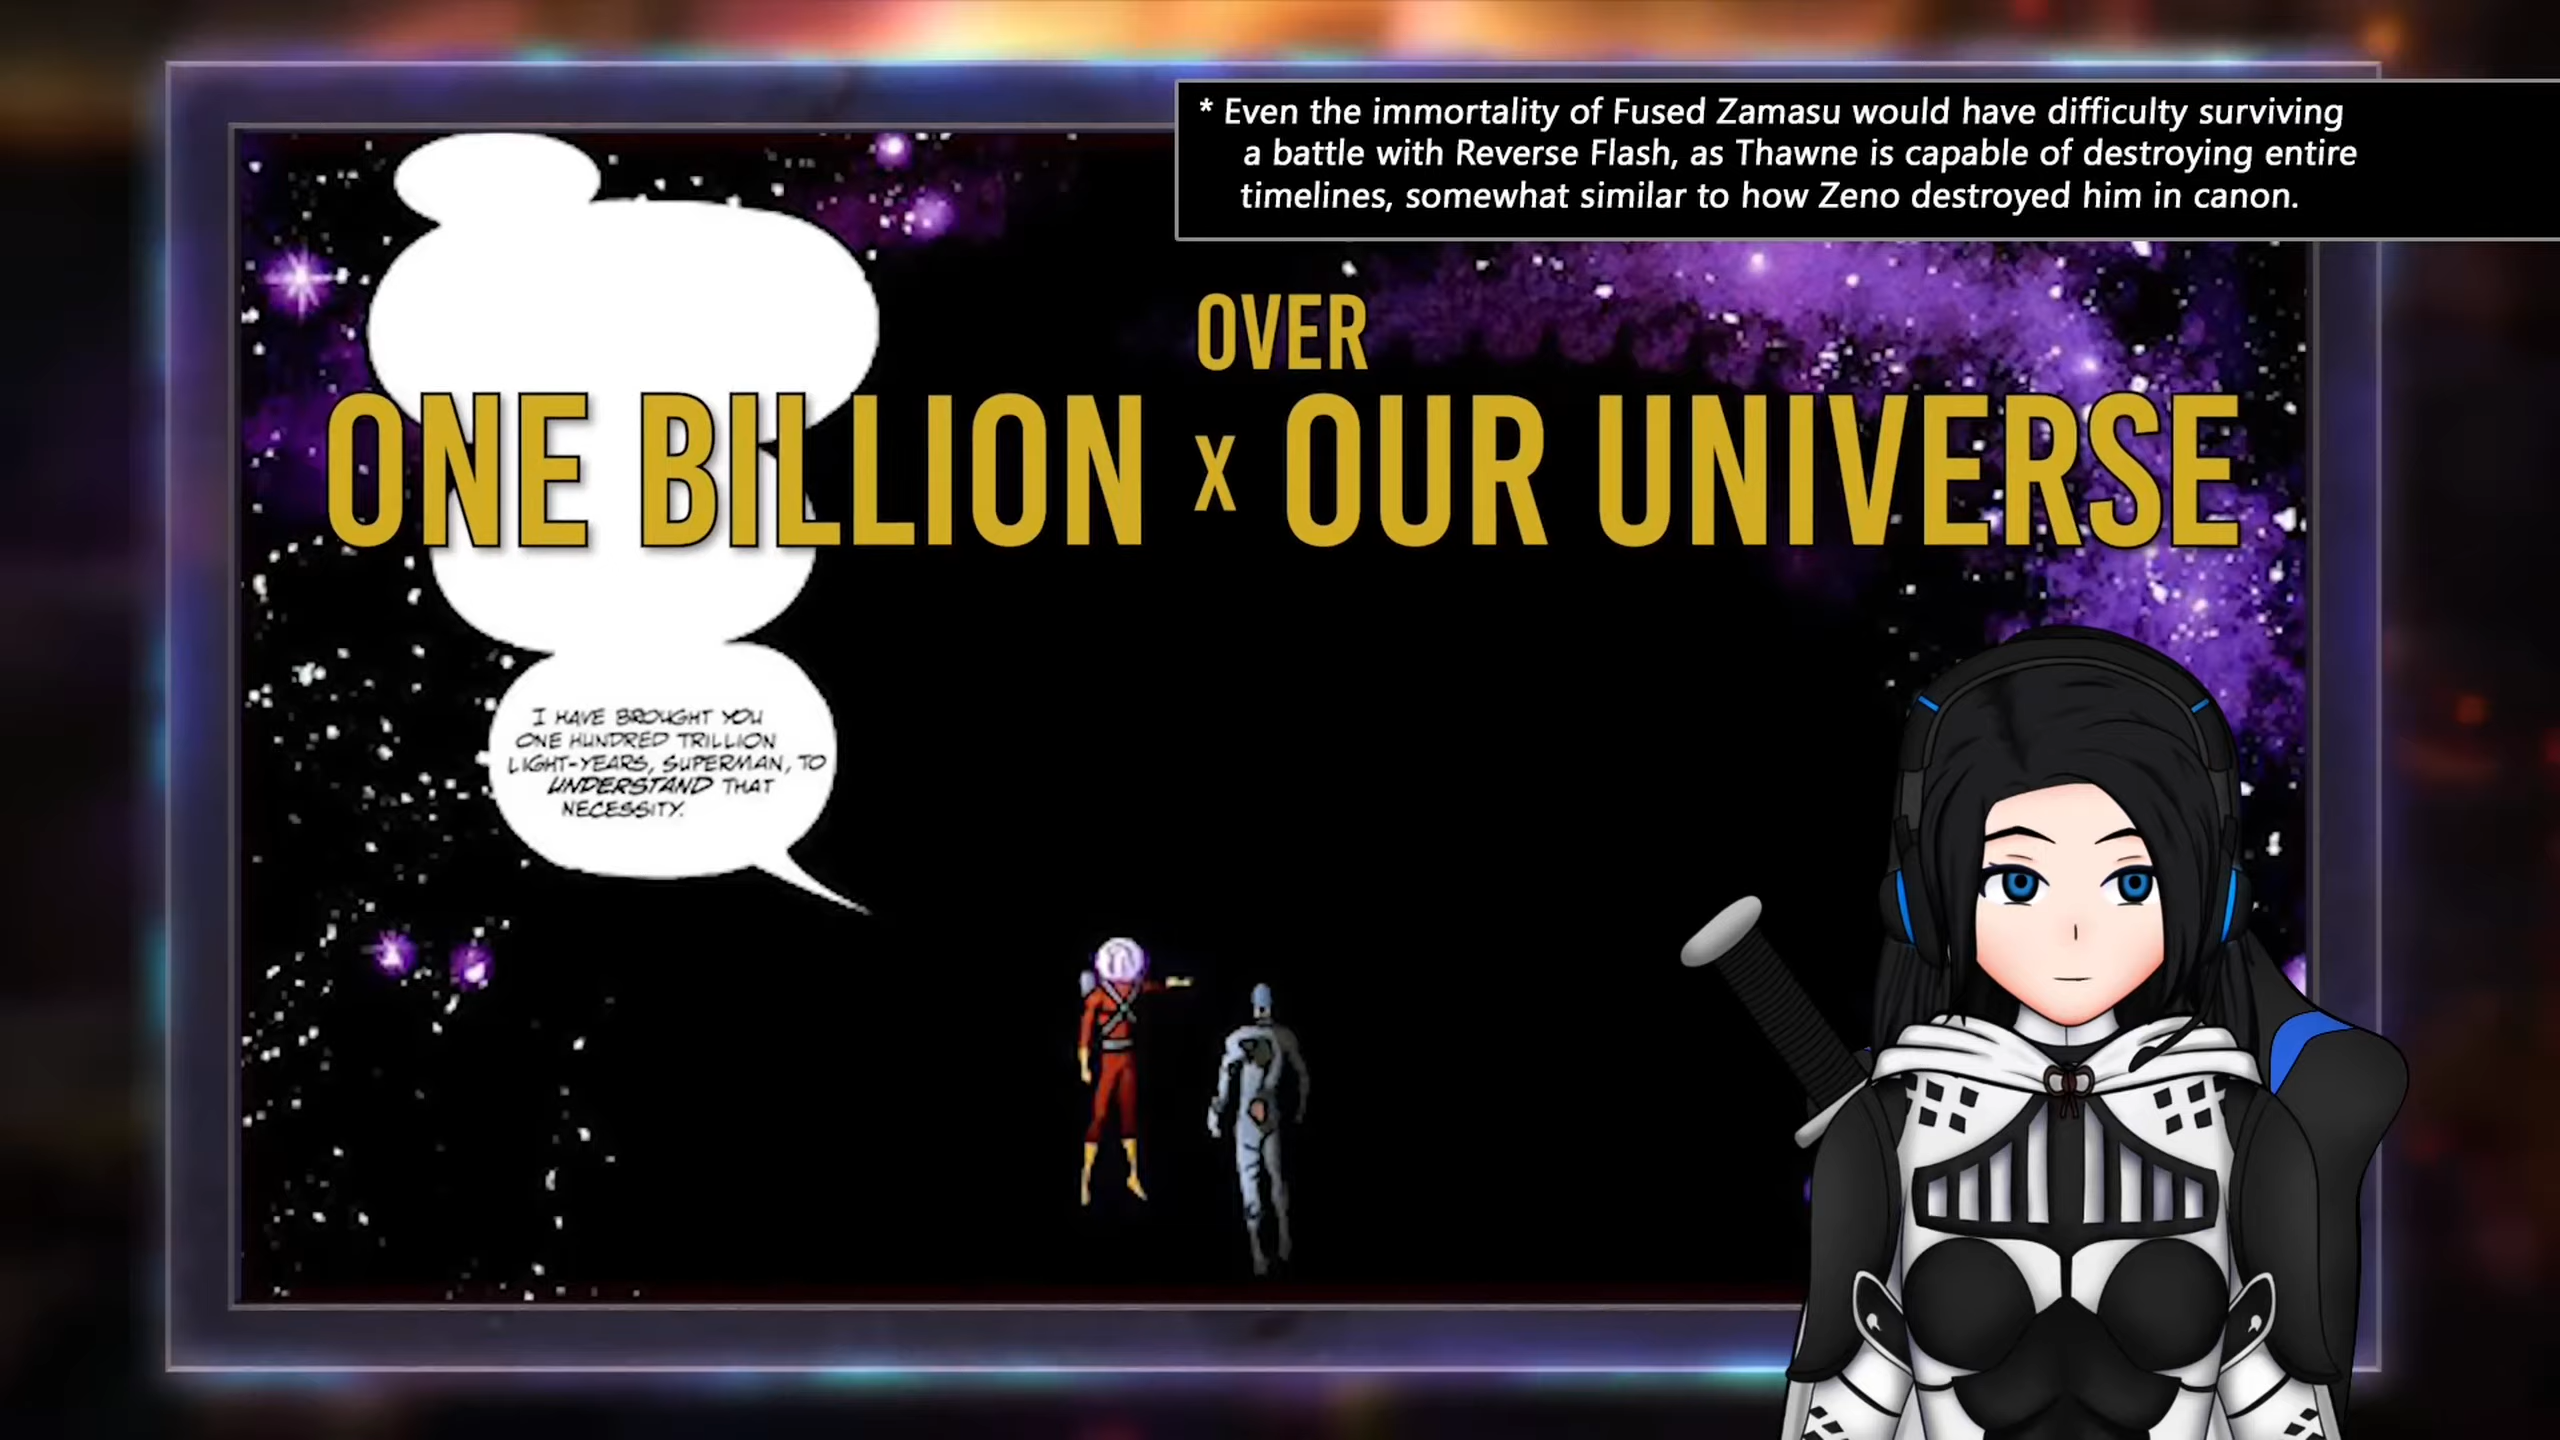 * Even the immortality of Fused Zamasu would have difficulty surviving
a battle with Reverse Flash, as Thawne is capable of destroying entire
timelines, somewhat similar to how Zeno destroyed him in canon.
OVER
ONE BILLION X OUR UNIVERSE
I HAVE BROUGHT YOU
ONE HUNDRED TRILLION
LIGHT-YEARS, SUPERMAN, TO
UNDERSTAND THAT
NECESSITY.